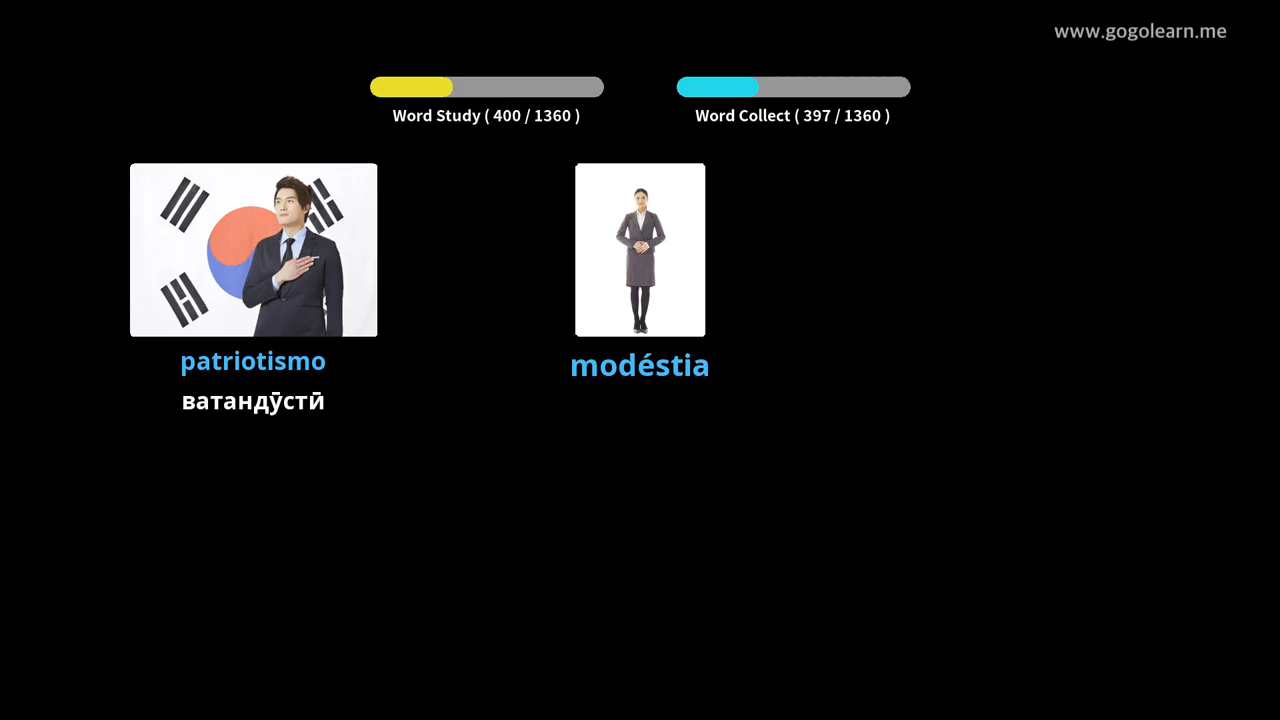 www.gogolearn.me
Word Study ( 400 / 1360 )
Word Collect ( 397 / 1360 )
patriotismo
ватандӯстӣ
modéstia